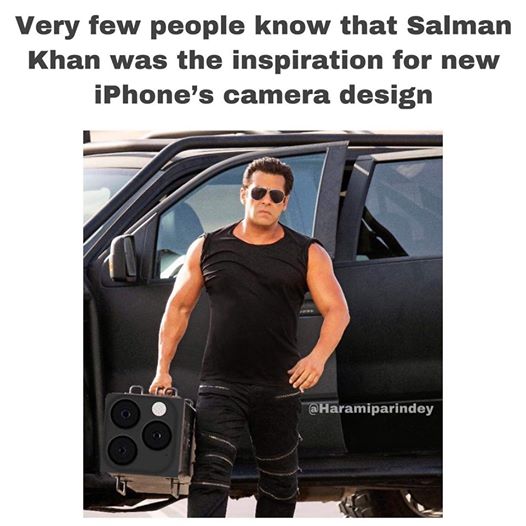 Very few people know that Salman
Khan was the inspiration for new
iPhone’s camera design
@Haramiparindey